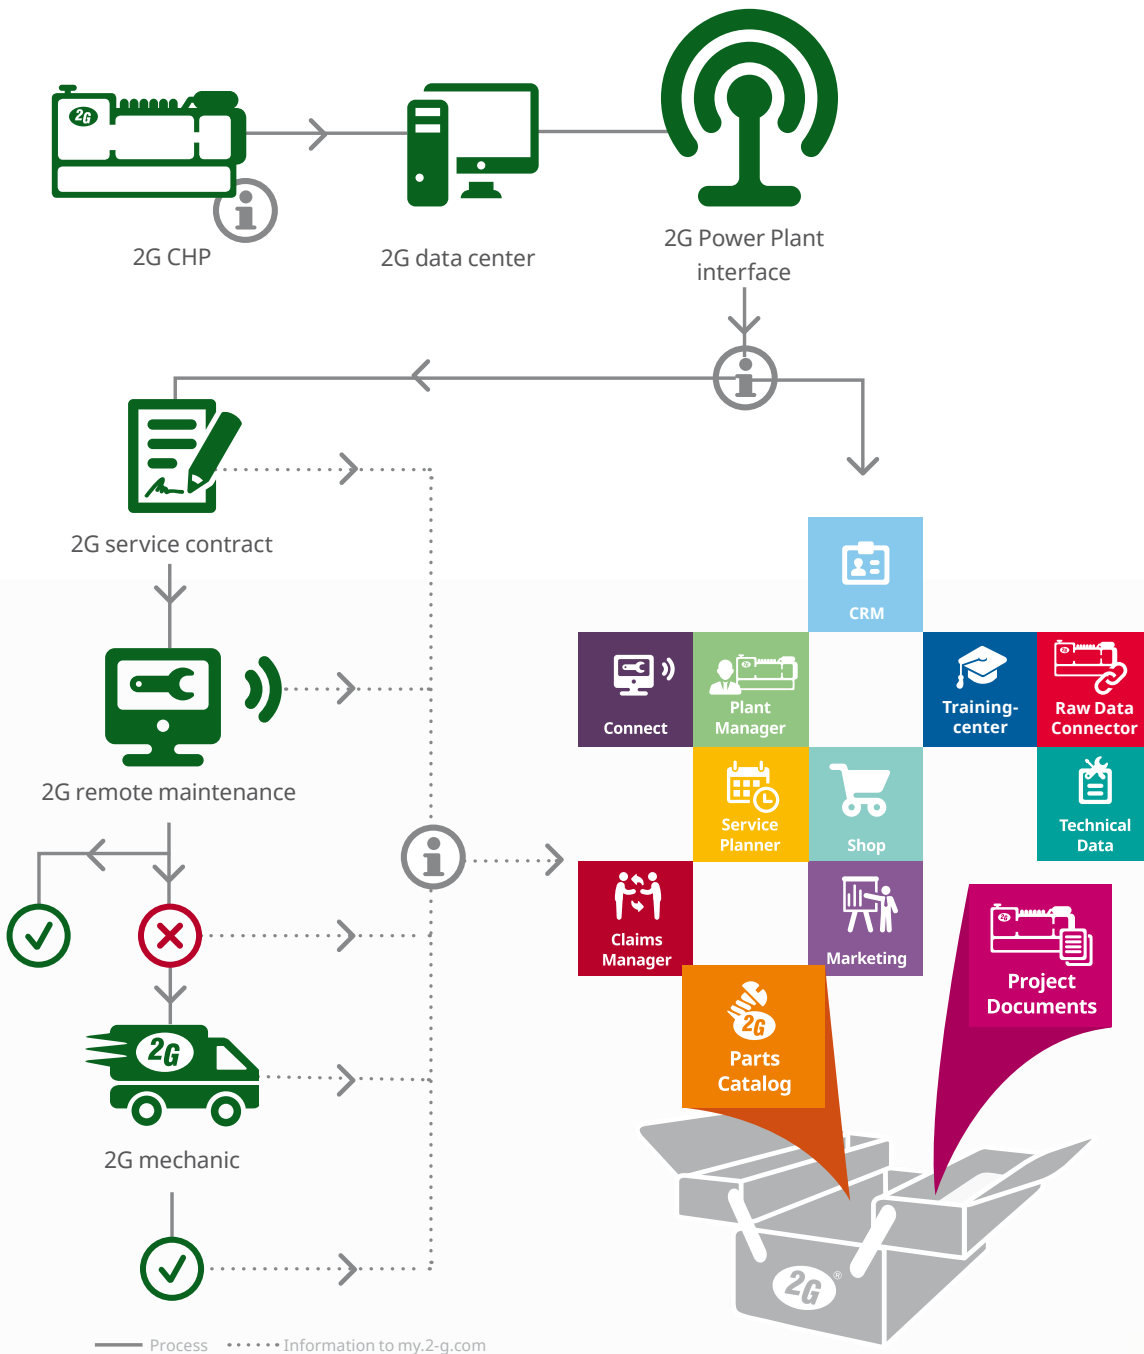 2G
2G CHP
2G data center
2G Power Plant
interface
2G service contract
2G remote maintenance
2G
2G mechanic
CRM
Connect
Plant
Manager
Training-
center
Raw Data
Connector
Service
Planner
Shop
Technical
Data
Claims
Manager
Marketing
2G
Parts
Catalog
2G
Project
Documents
2G®
Process
Information to my.2-g.com